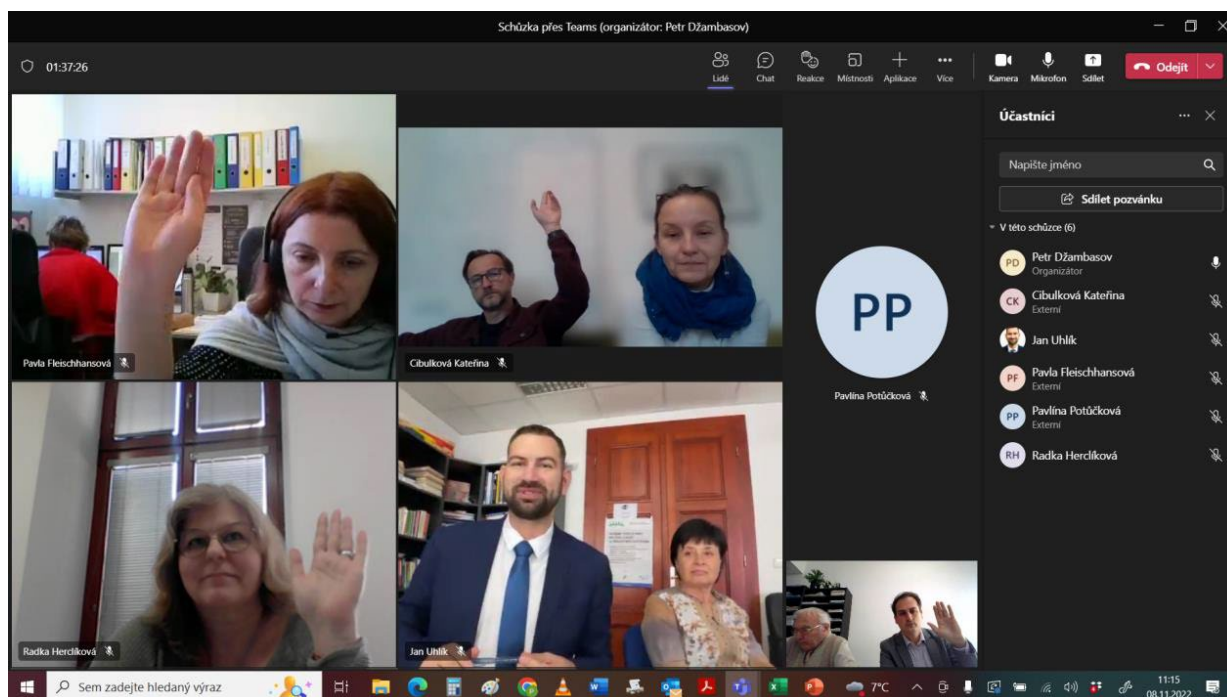 Schůzka přes Teams (organizátor: Petr Džambasov)
01:37:26
Lidé
Chat
Reakce
Místnosti
Aplikace
Více
Kamera
Mikrofon
Sdílet
Odejít
Účastníci
Napište jméno
Sdílet pozvánku
V této schůzce (6)
PD
Petr Džambasov
Organizátor
CK
Cibulková Kateřina
Externí
Jan Uhlík
PF
Pavla Fleischhansová
Externí
PP
Pavlína Potůčková
Externí
RH
Radka Herclíková
Pavla Fleischhansová
Cibulková Kateřina
PP
Pavlína Potůčková
Radka Herclíková
Jan Uhlík
Sem zadejte hledaný výraz
7°C
11:15
08.11.2022